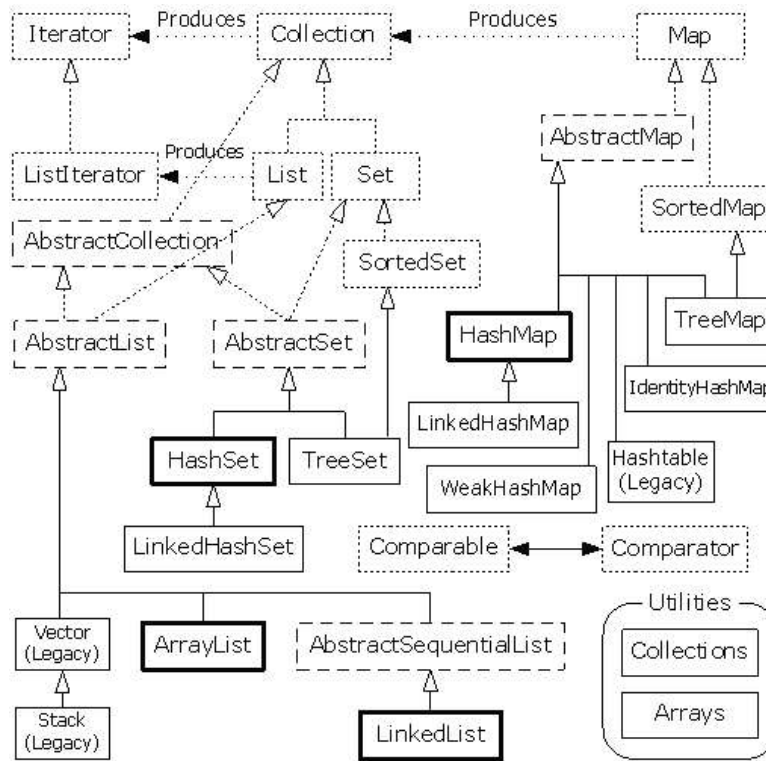 Iterator
Produces
Collection
Produces
Map
AbstractMap
ListIterator
Produces
List
Set
SortedMap
AbstractCollection
SortedSet
AbstractList
AbstractSet
HashMap
TreeMap
IdentityHashMap
LinkedHashMap
HashSet
TreeSet
Hashtable
(Legacy)
WeakHashMap
LinkedHashSet
Comparable
Comparator
Utilities
Vector
(Legacy)
ArrayList
AbstractSequentialList
Collections
Stack
(Legacy)
LinkedList
Arrays